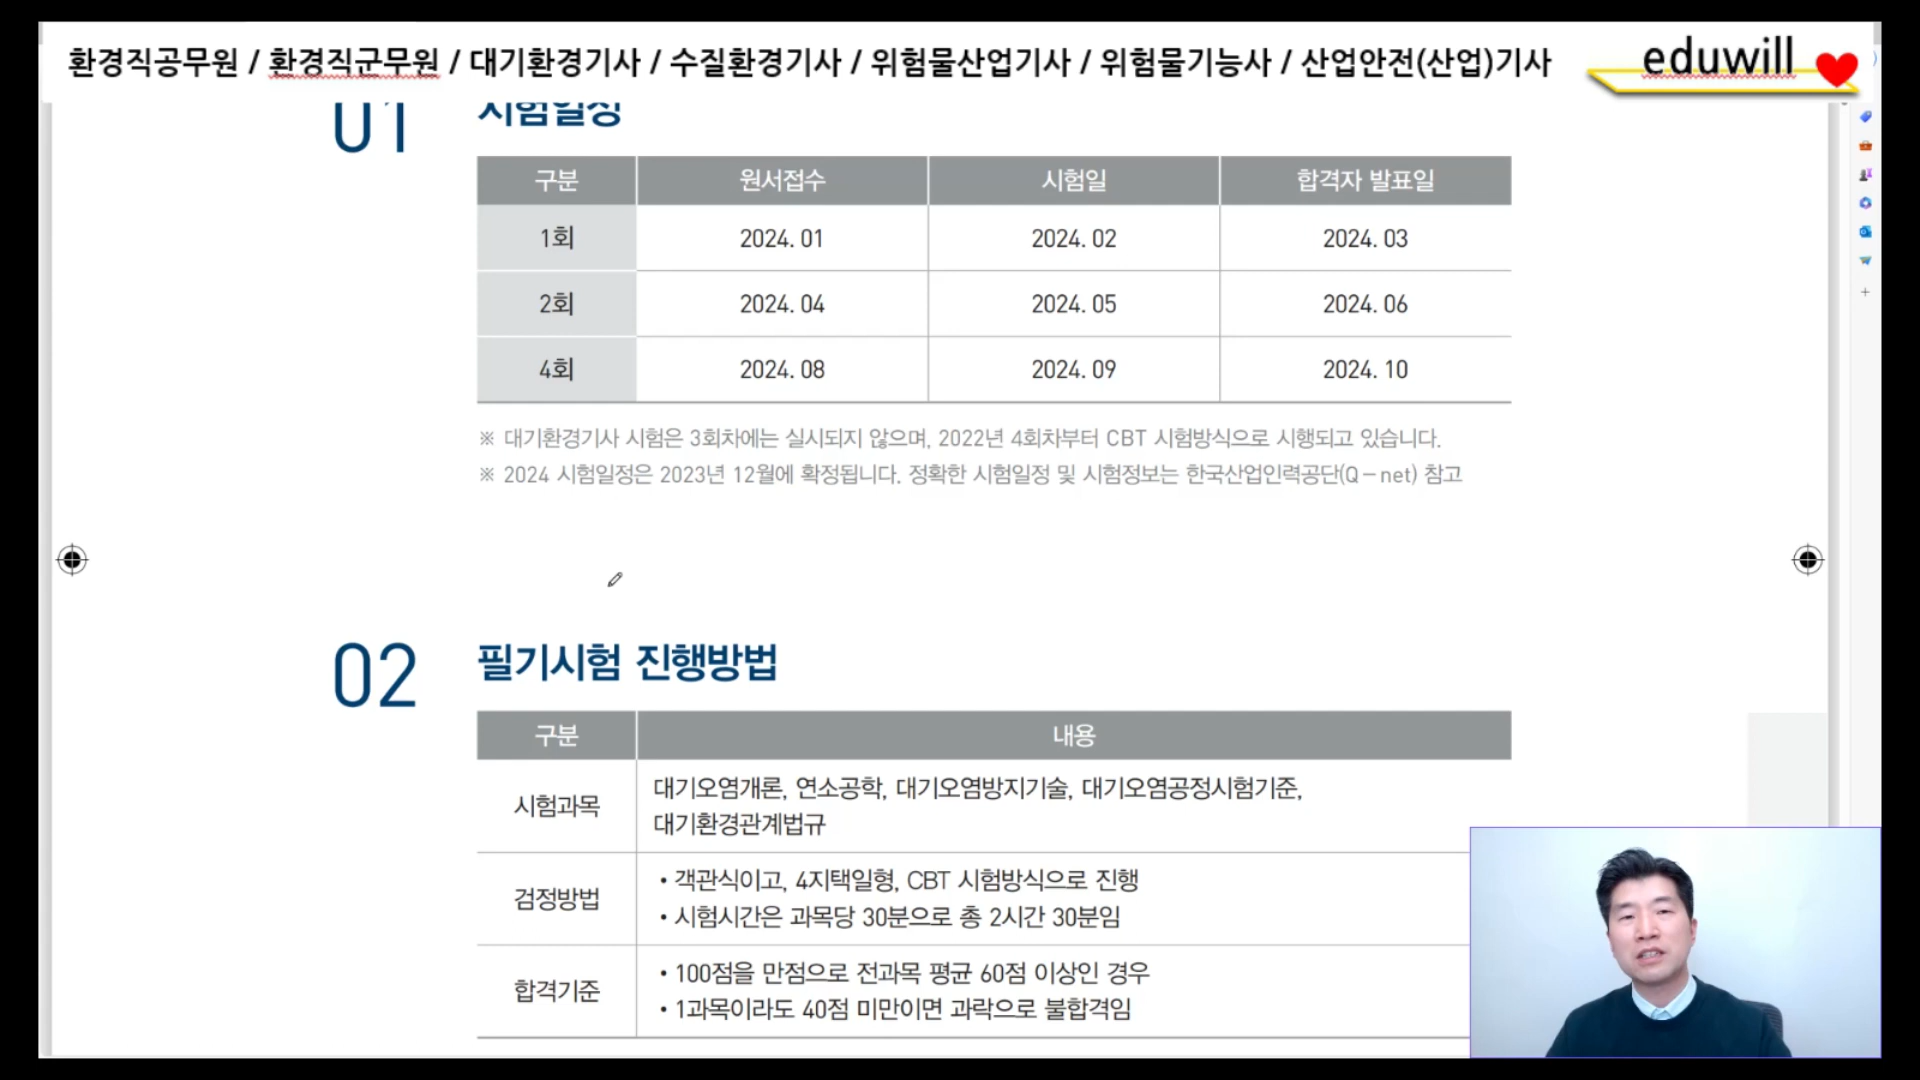 환경직공무원 / 환경직군무원 / 대기환경기사 / 수질환경기사 / 위험물산업기사 / 위험물기능사 / 산업안전(산업)기사
eduwill
01 시험일정
구분 원서접수 시험일 합격자 발표일
1회 2024. 01 2024. 02 2024. 03
2회 2024. 04 2024. 05 2024. 06
4회 2024. 08 2024. 09 2024. 10
※ 대기환경기사 시험은 3회차에는 실시되지 않으며, 2022년 4회차부터 CBT 시험방식으로 시행되고 있습니다.
※ 2024 시험일정은 2023년 12월에 확정됩니다. 정확한 시험일정 및 시험정보는 한국산업인력공단(Q-net) 참고
02 필기시험 진행방법
구분 내용
시험과목 대기오염개론, 연소공학, 대기오염방지기술, 대기오염공정시험기준,
대기환경관계법규
검정방법
• 객관식이고, 4지택일형, CBT 시험방식으로 진행
• 시험시간은 과목당 30분으로 총 2시간 30분임
합격기준
• 100점을 만점으로 전과목 평균 60점 이상인 경우
• 1과목이라도 40점 미만이면 과락으로 불합격임